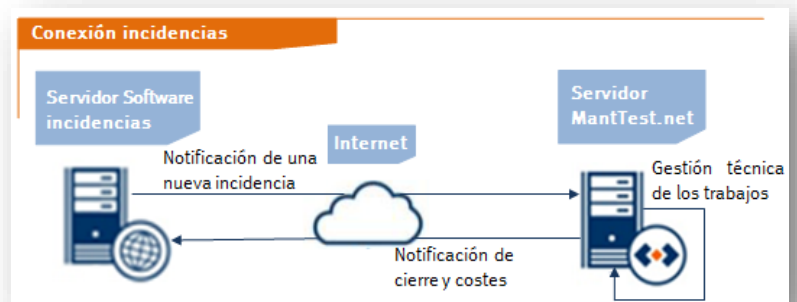 Conexión incidencias
Servidor Software
incidencias
Servidor
MantTest.net
Internet
Notificación de una
nueva incidencia
Gestión técnica
de los trabajos
Notificación de
cierre y costes